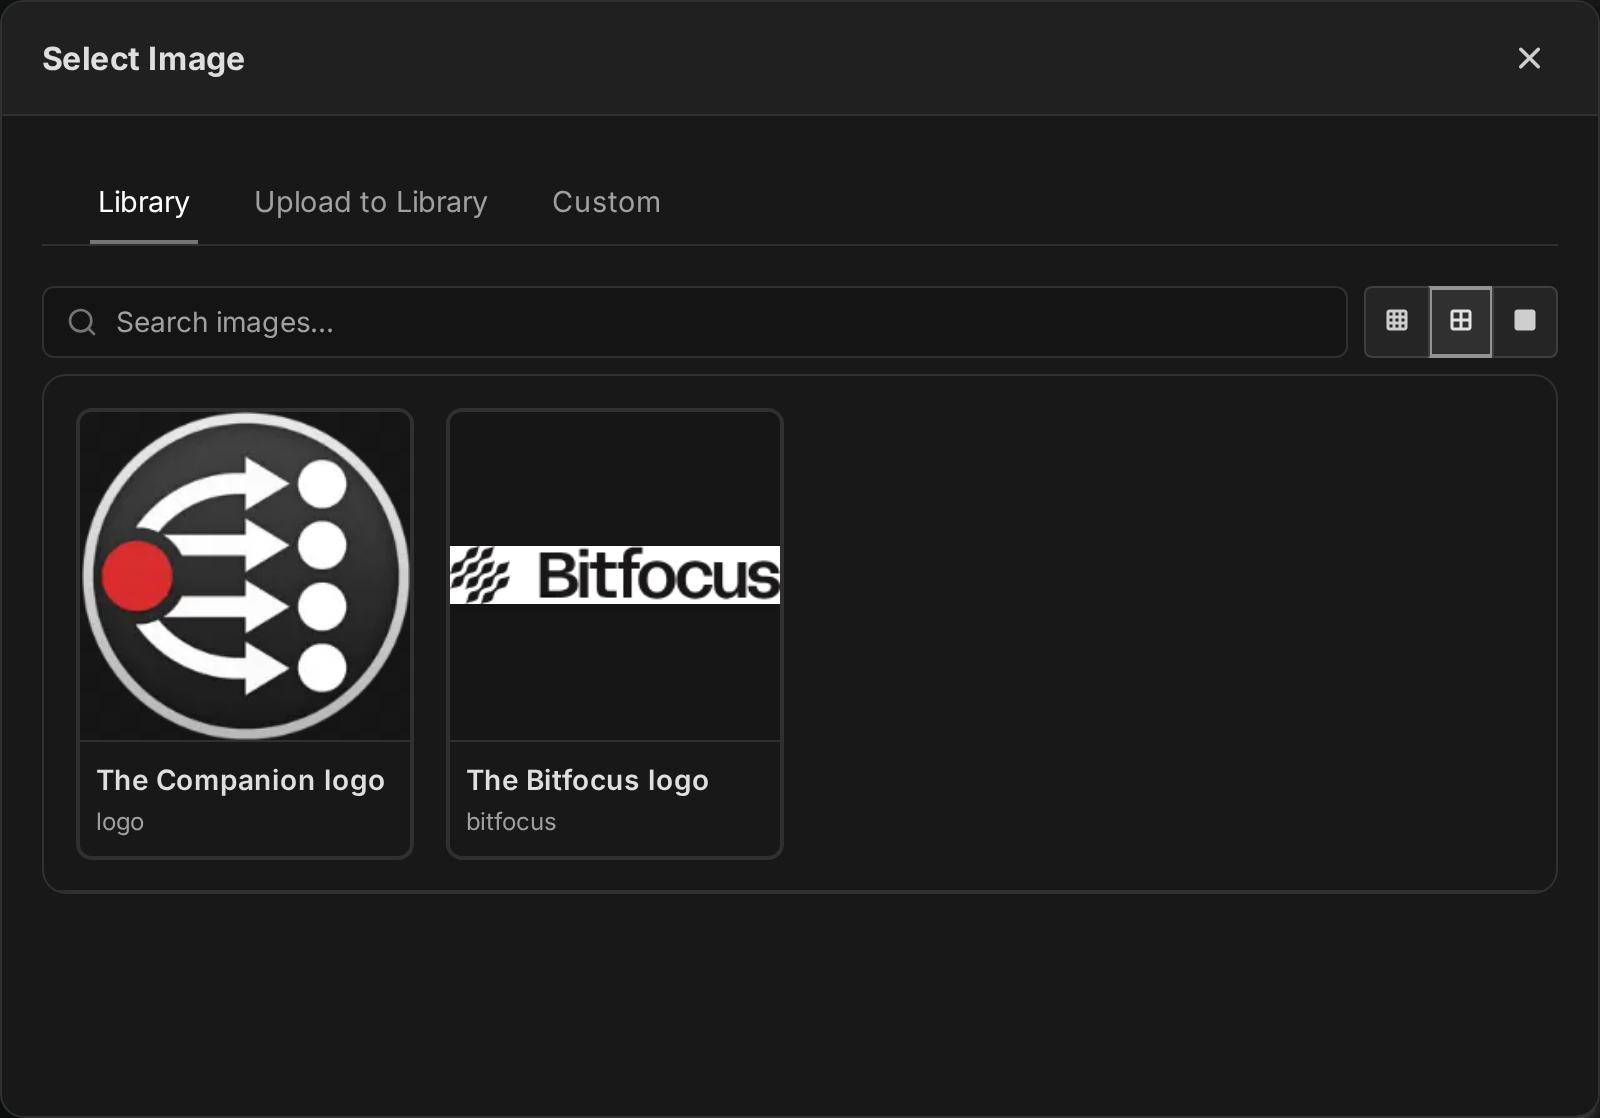 Select Image
Library
Upload to Library
Custom
Search images...
Bitfocus
The Companion logo
logo
The Bitfocus logo
bitfocus